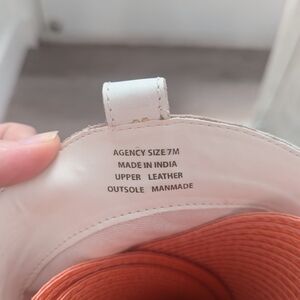 AGENCY SIZE 7M
MADE IN INDIA
UPPER LEATHER
OUTSOLE MANMADE